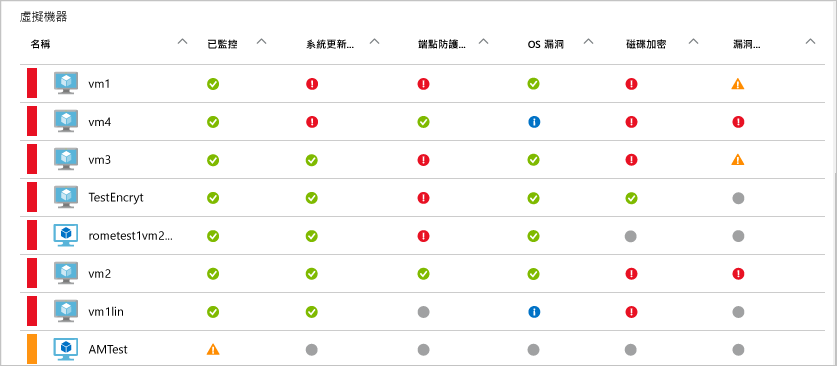 虛擬機器
名稱 已監控 系統更新... 端點防護... OS 漏洞 磁碟加密 漏洞...
vm1
vm4
vm3
TestEncryt
rometest1vm2...
vm2
vm1lin
AMTest